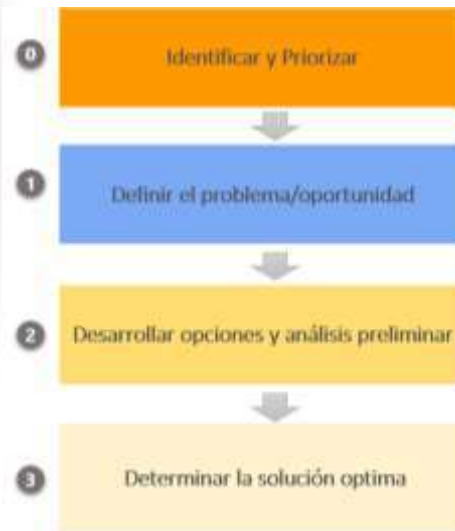 0
Identificar y Priorizar
1
Definir el problema/oportunidad
2
Desarrollar opciones y análisis preliminar
3
Determinar la solución optima